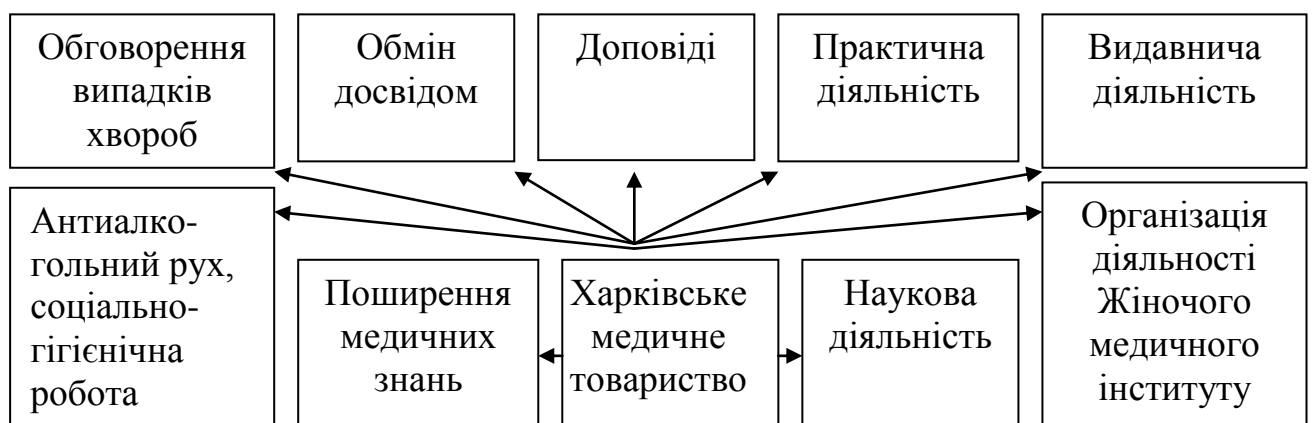 Обговорення
випадків
хвороб
Обмін
досвідом
Доповіді
Практична
діяльність
Видавнича
діяльність
Антиалко-
гольний рух,
соціально-
гігієнічна
робота
Поширення
медичних
знань
Харківське
медичне
товариство
Наукова
діяльність
Організація
діяльності
Жіночого
медичного
інституту